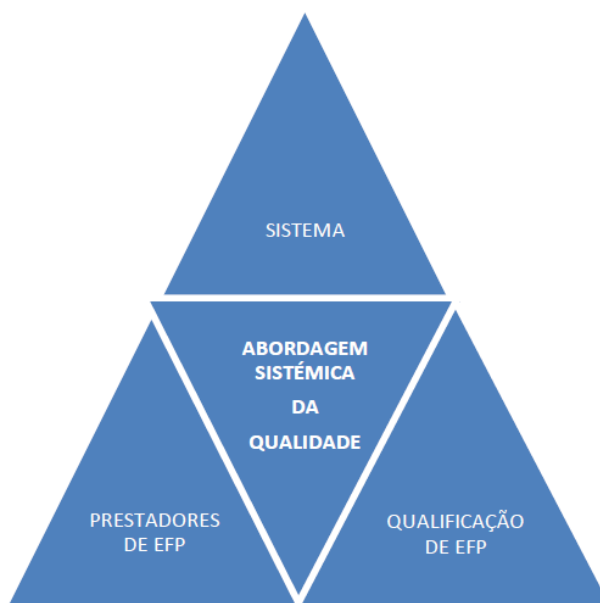 SISTEMA
ABORDAGEM
SISTÉMICA
DA
QUALIDADE
PRESTADORES
DE EFP
QUALIFICAÇÃO
DE EFP